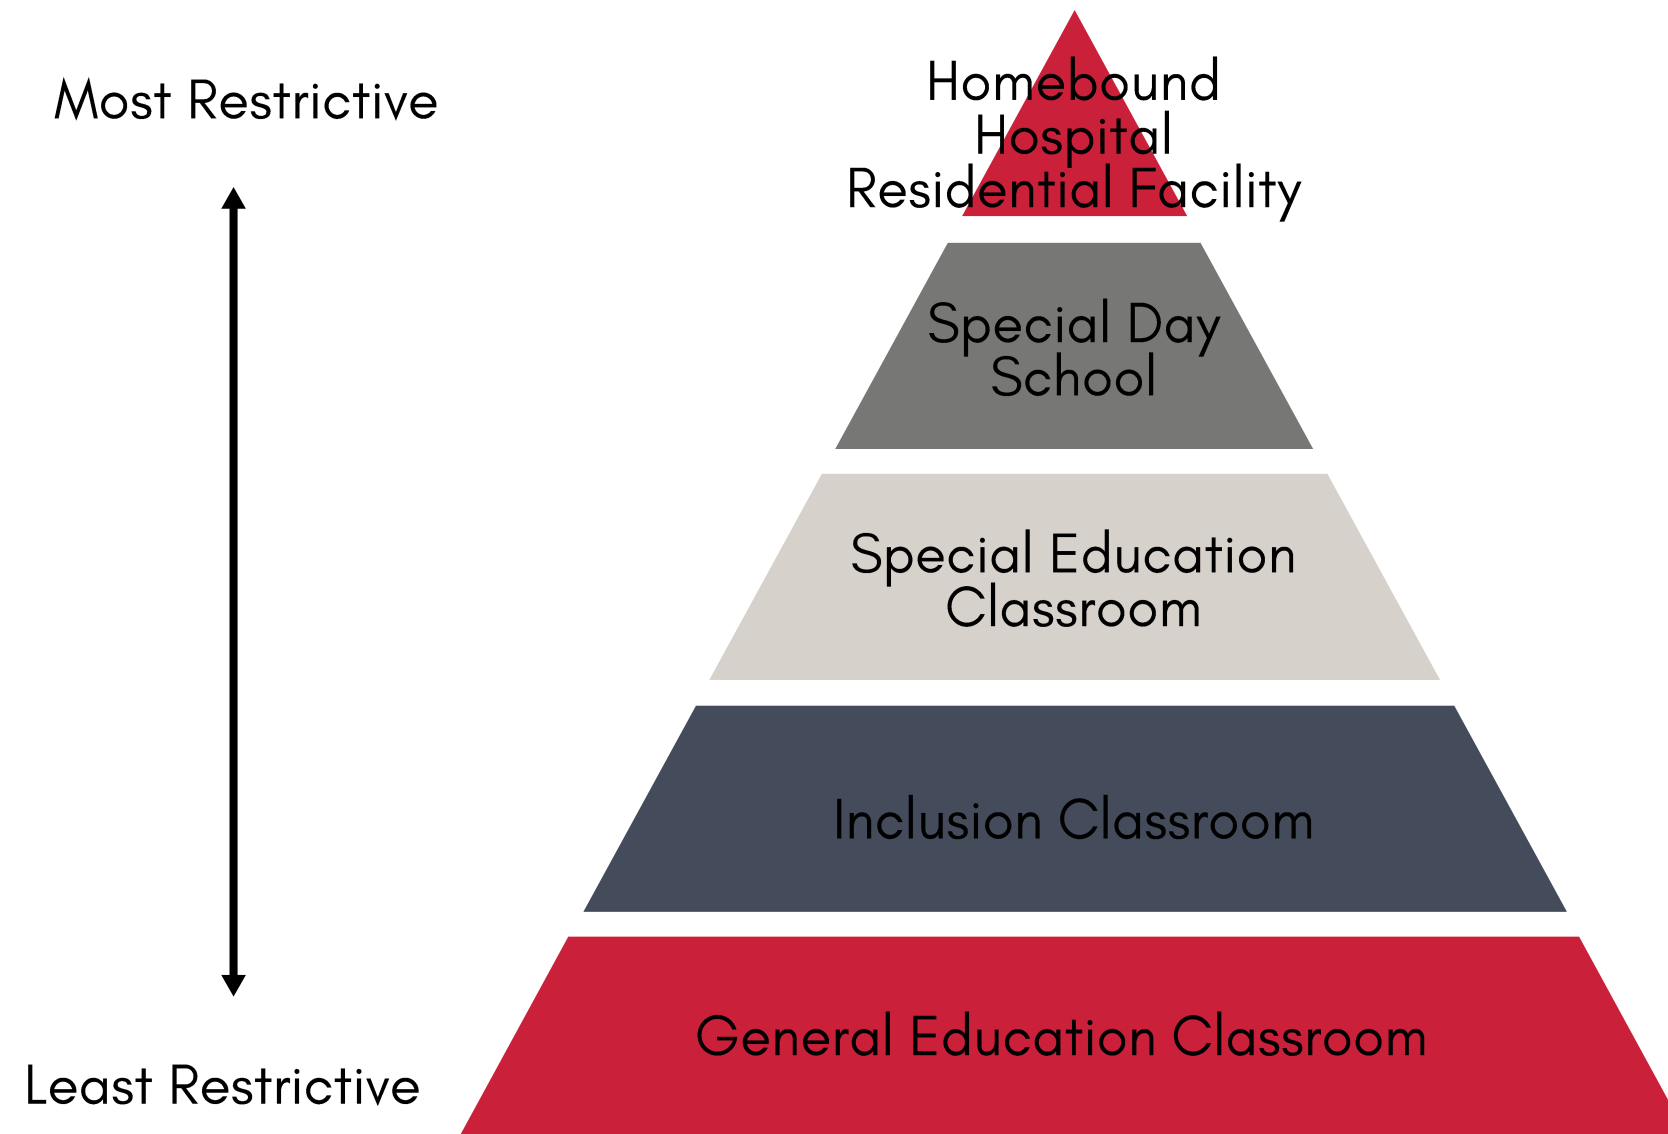 Most Restrictive
Homebound
Hospital
Residential Facility
Special Day
School
Special Education
Classroom
Inclusion Classroom
General Education Classroom
Least Restrictive